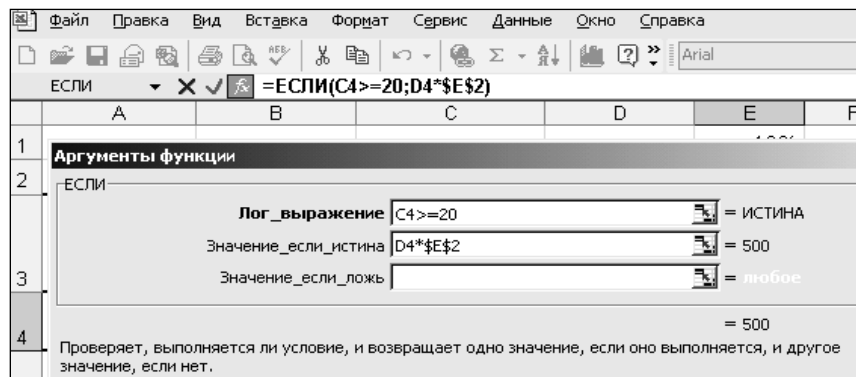 Файл Правка Вид Вставка Формат Сервис Данные Окно Справка
Arial
ЕСЛИ =ЕСЛИ(C4>=20;D4*$E$2)
A B C D E F
1
Аргументы функции
2
ЕСЛИ
Лог_выражение C4>=20 = ИСТИНА
Значение_если_истина D4*$E$2 = 500
3
Значение_если_ложь = любое
= 500
4
Проверяет, выполняется ли условие, и возвращает одно значение, если оно выполняется, и другое
значение, если нет.